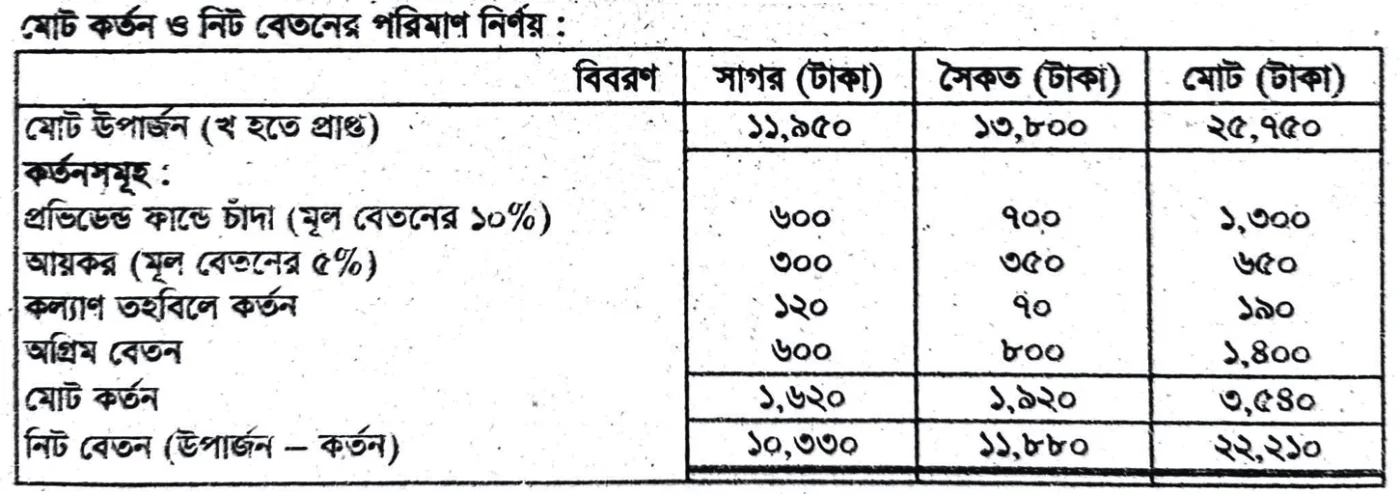 মোট কর্তন ও নিট বেতনের পরিমাণ নির্ণয় :
বিবরণ সাগর (টাকা) সৈকত (টাকা) মোট (টাকা)
মোট উপার্জন (খ হতে প্রাপ্ত) ১১,৯৫০ ১৩,৮০০ ২৫,৭৫০
কর্তনসমূহ :
প্রভিডেন্ড ফান্ডে চাঁদা (মূল বেতনের ১০%) ৬০০ ৭০০ ১,৩০০
আয়কর (মূল বেতনের ৫%) ৩০০ ৩৫০ ৬৫০
কল্যাণ তহবিলে কর্তন ১২০ ৭০ ১৯০
অগ্রিম বেতন ৬০০ ৮০০ ১,৪০০
মোট কর্তন ১,৬২০ ১,৯২০ ৩,৫৪০
নিট বেতন (উপার্জন – কর্তন) ১০,৩৩০ ১১,৮৮০ ২২,২১০